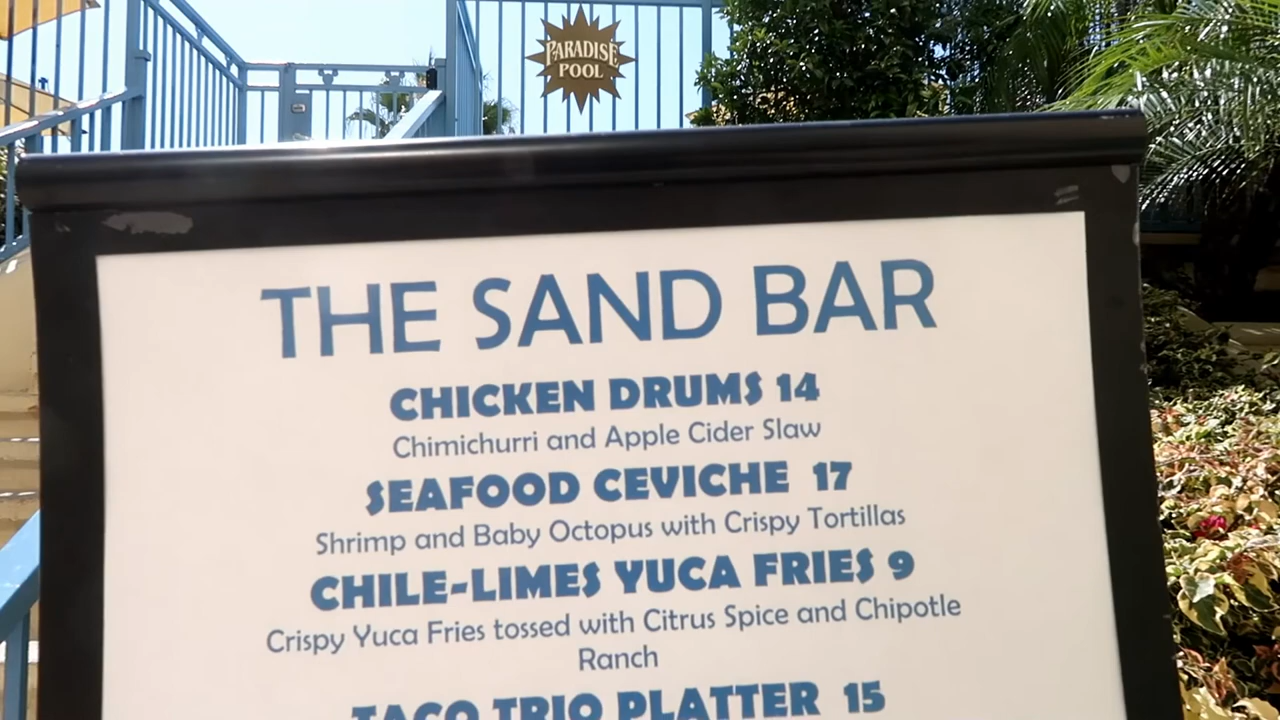 PARADISE
POOL
THE SAND BAR
CHICKEN DRUMS 14
Chimichurri and Apple Cider Slaw
SEAFOOD CEVICHE 17
Shrimp and Baby Octopus with Crispy Tortillas
CHILE-LIMES YUCA FRIES 9
Crispy Yuca Fries tossed with Citrus Spice and Chipotle
Ranch
TACO TRIO PLATTER 15